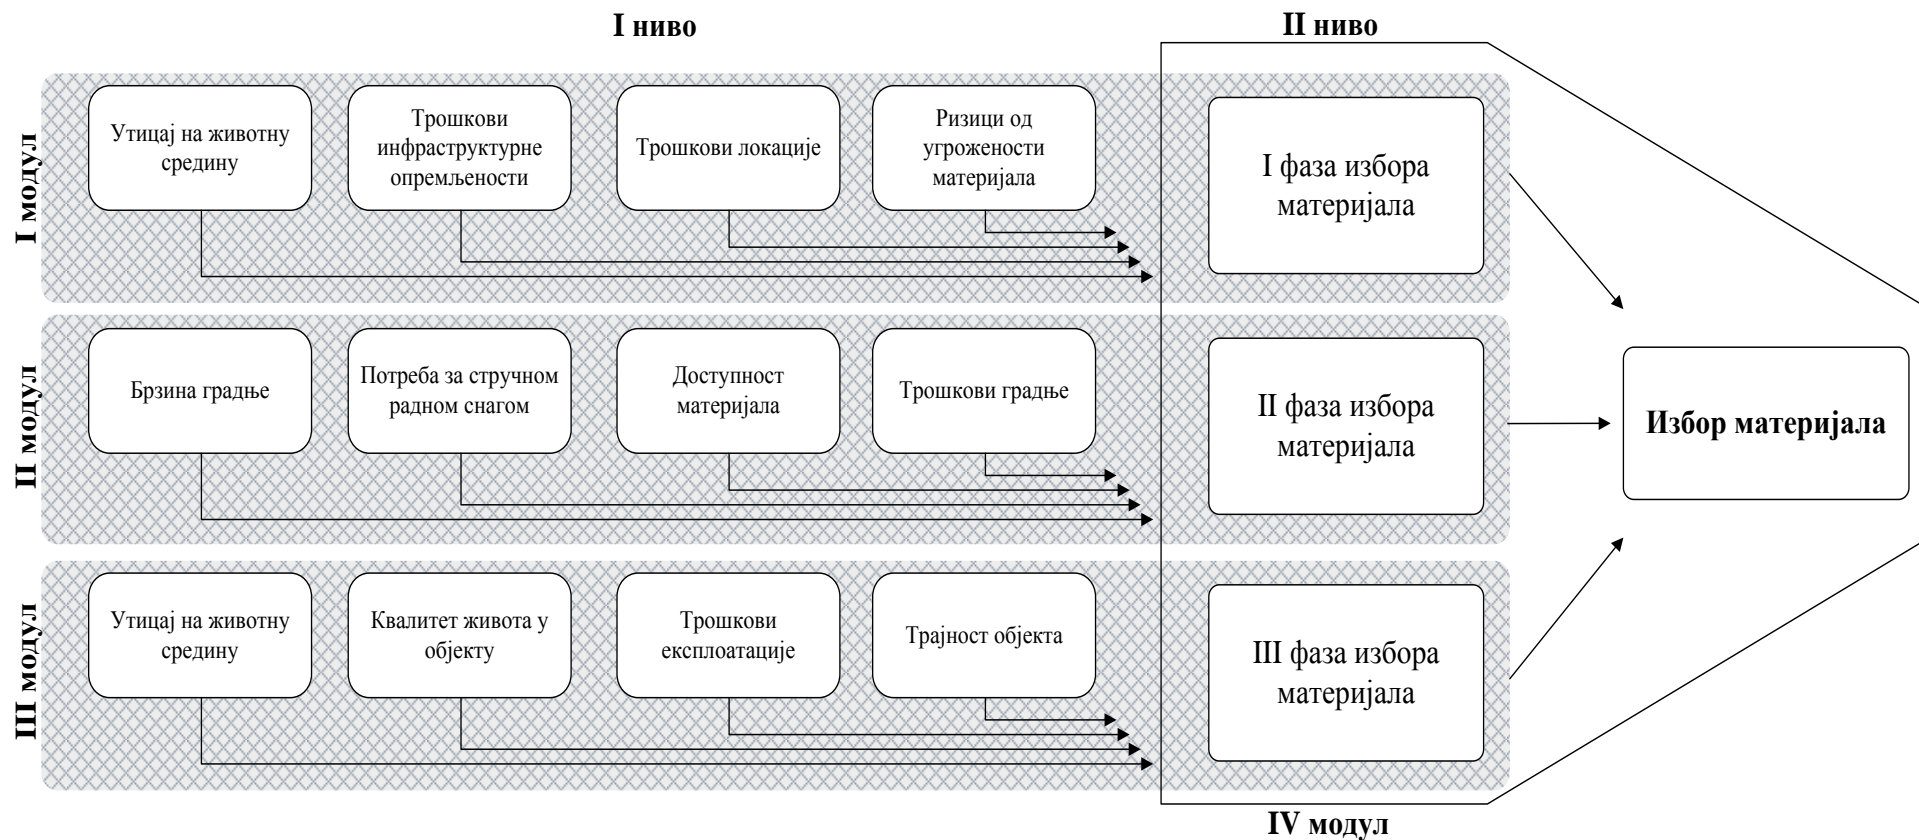 I ниво
II ниво
I модул
Утицај на животну
средину
Трошкови
инфраструктурне
опремљености
Трошкови локације
Ризици од
угрожености
материјала
I фаза избора
материјала
II модул
Брзина градње
Потреба за стручном
радном снагом
Доступност
материјала
Трошкови градње
II фаза избора
материјала
Избор материјала
III модул
Утицај на животну
средину
Квалитет живота у
објекту
Трошкови
експлоатације
Трајност објекта
III фаза избора
материјала
IV модул